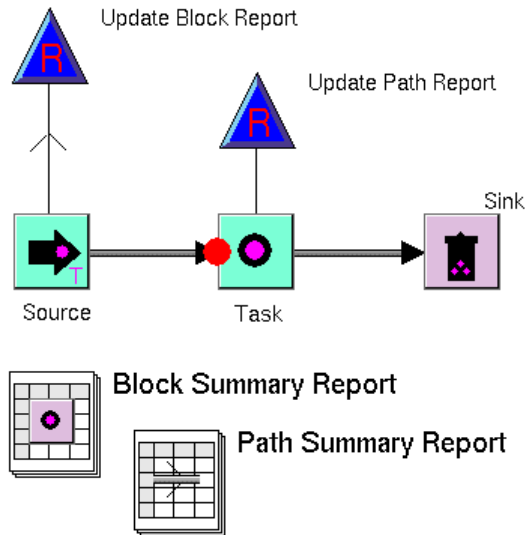 Update Block Report
R
Update Path Report
R
Sink
T
Source
Task
Block Summary Report
Path Summary Report